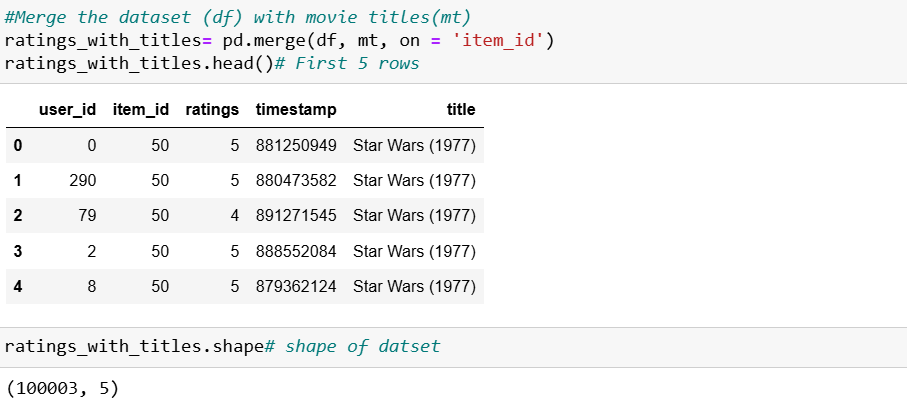 #Merge the dataset (df) with movie titles(mt)
ratings_with_titles= pd.merge(df, mt, on = 'item_id')
ratings_with_titles.head()# First 5 rows
user_id item_id ratings timestamp title
0 0 50 5 881250949 Star Wars (1977)
1 290 50 5 880473582 Star Wars (1977)
2 79 50 4 891271545 Star Wars (1977)
3 2 50 5 888552084 Star Wars (1977)
4 8 50 5 879362124 Star Wars (1977)
ratings_with_titles.shape# shape of datset
(100003, 5)